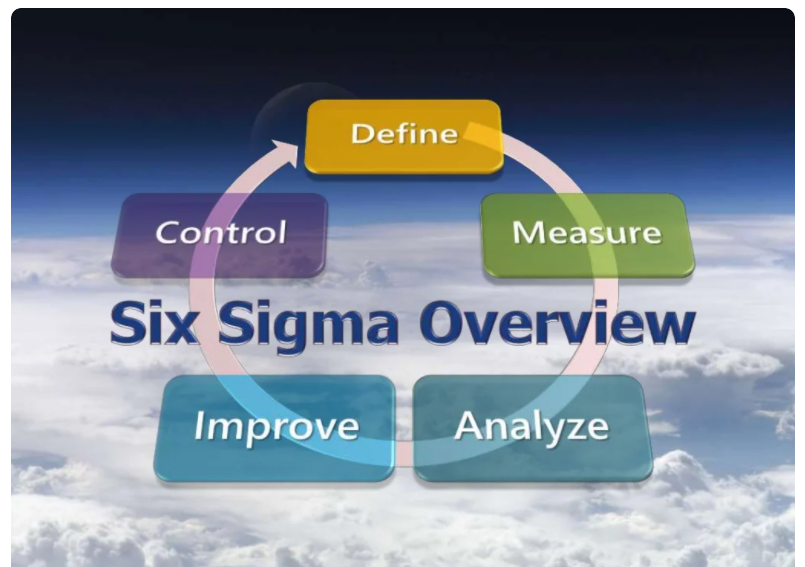 Define
Control
Measure
Six Sigma Overview
Improve
Analyze